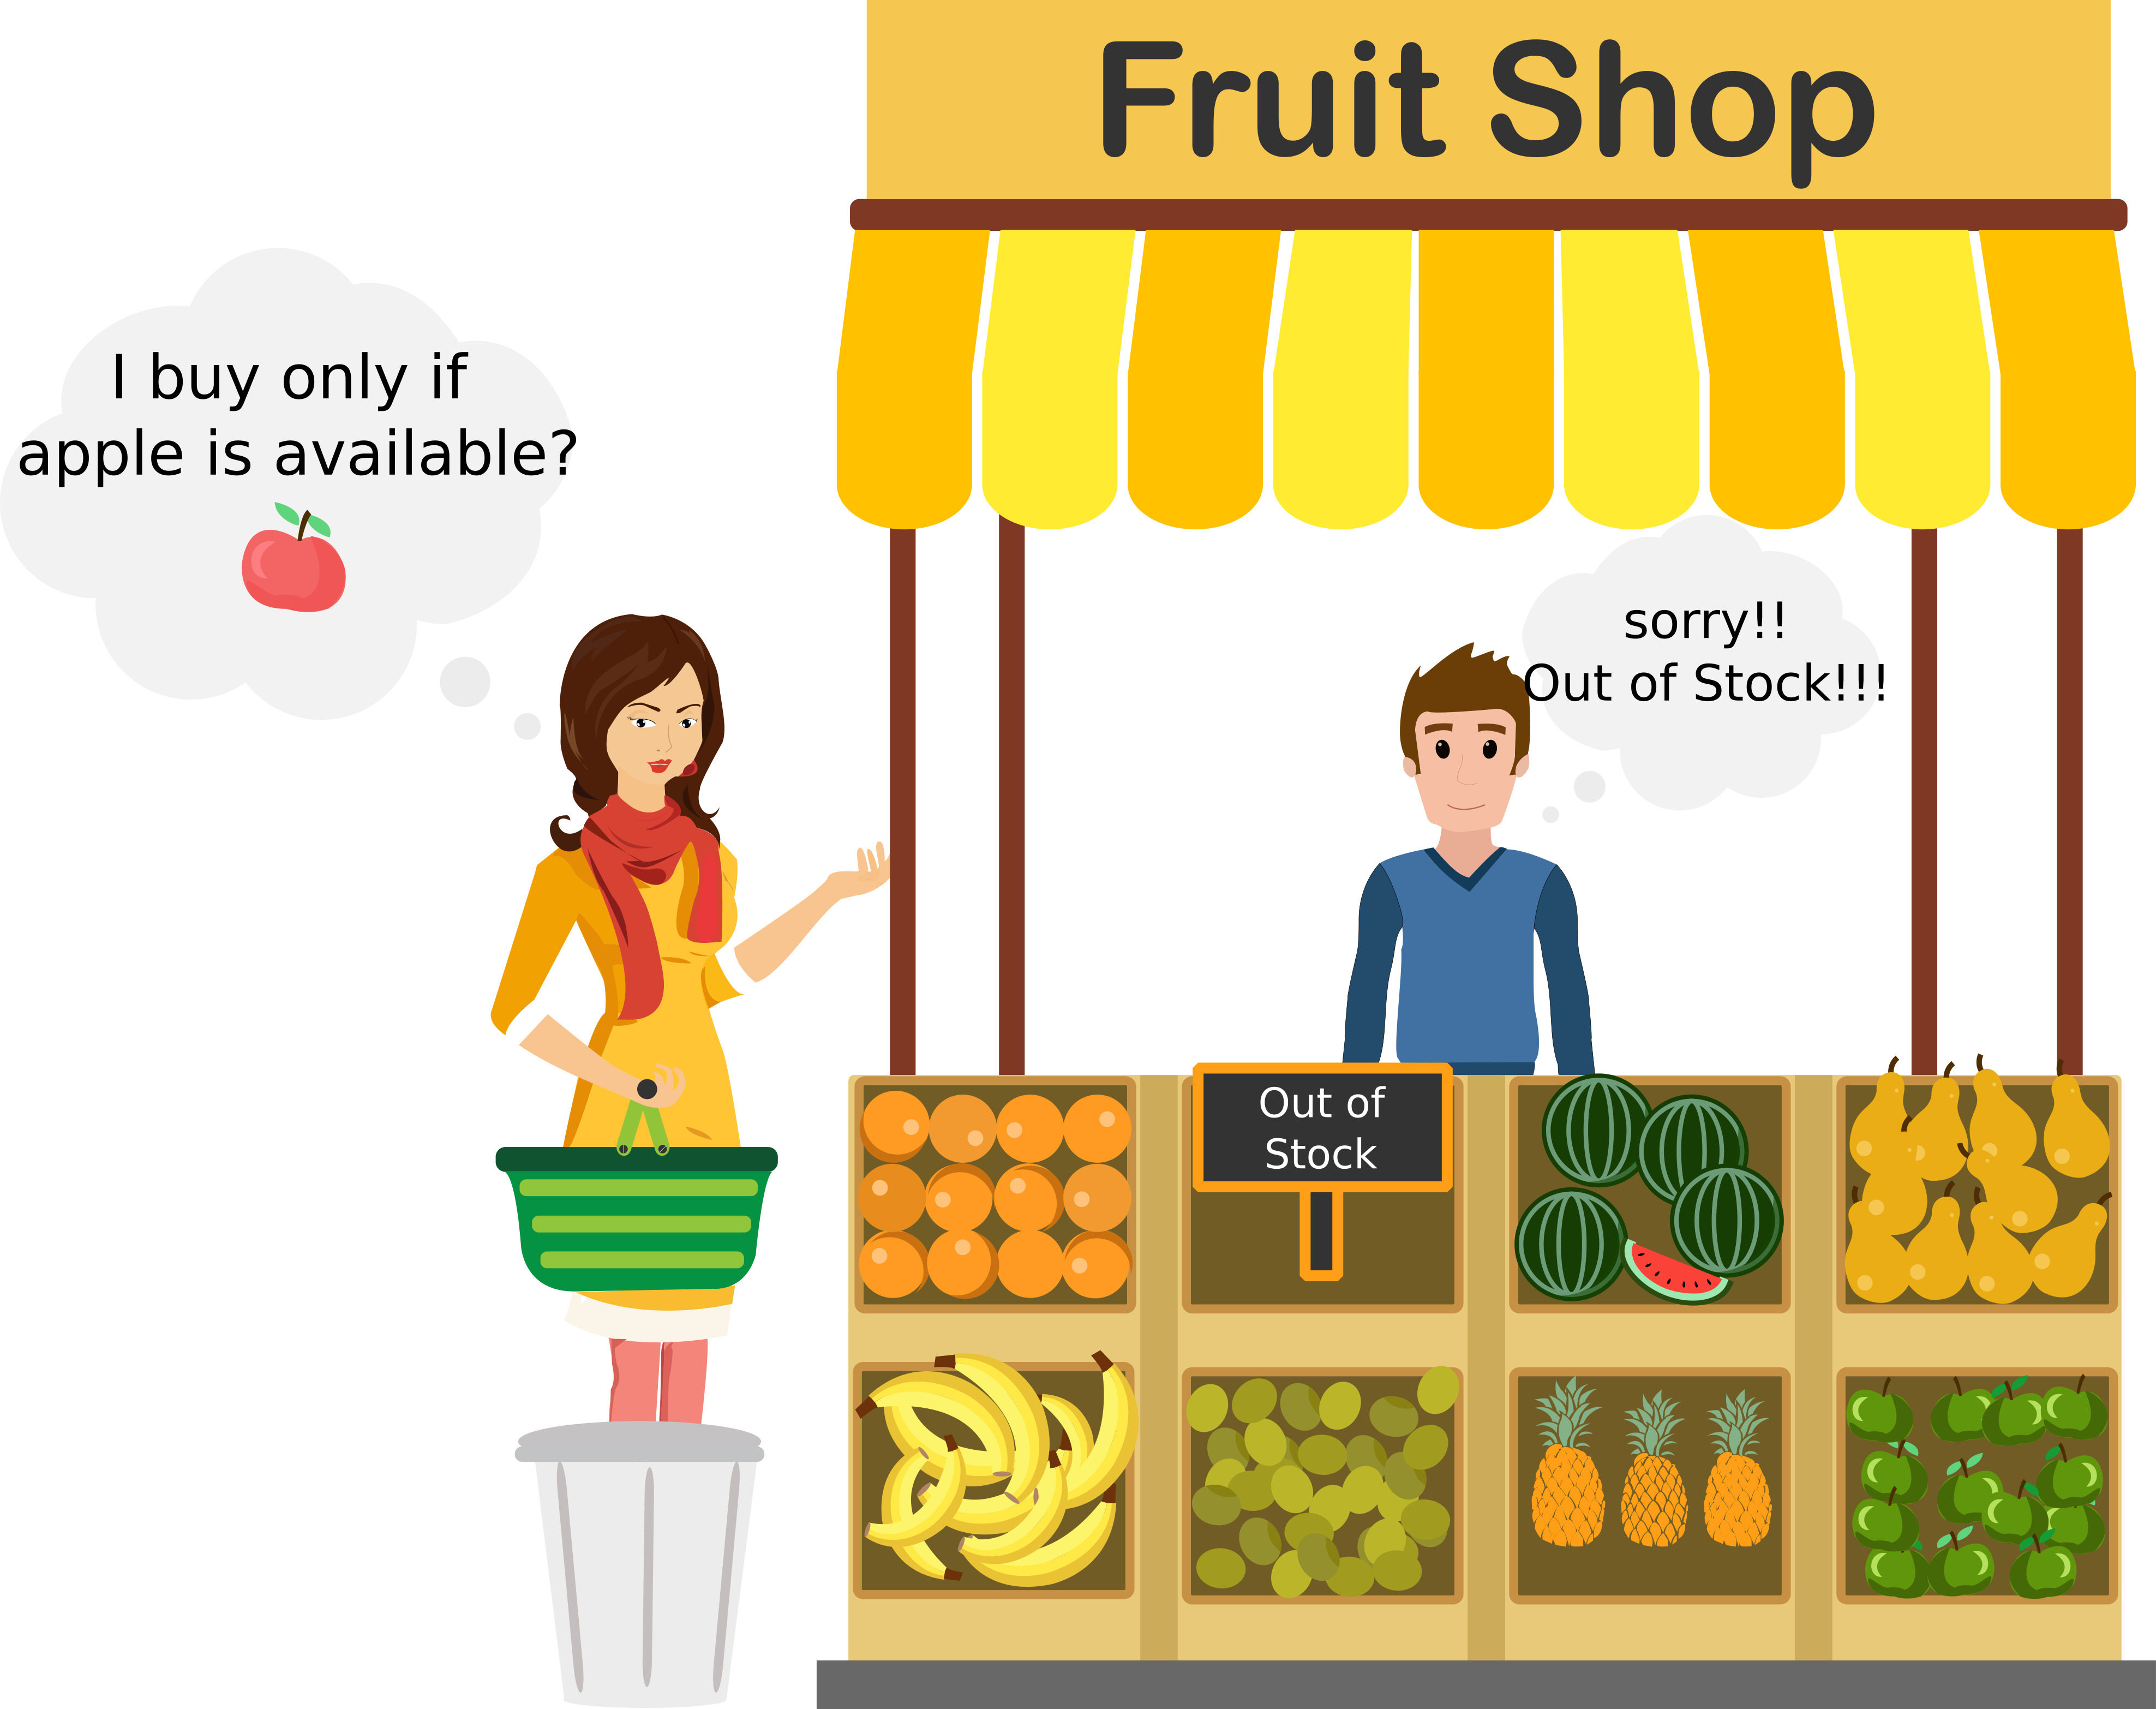 Fruit Shop
I buy only if
apple is available?
sorry!!
Out of Stock!!!
Out of
Stock